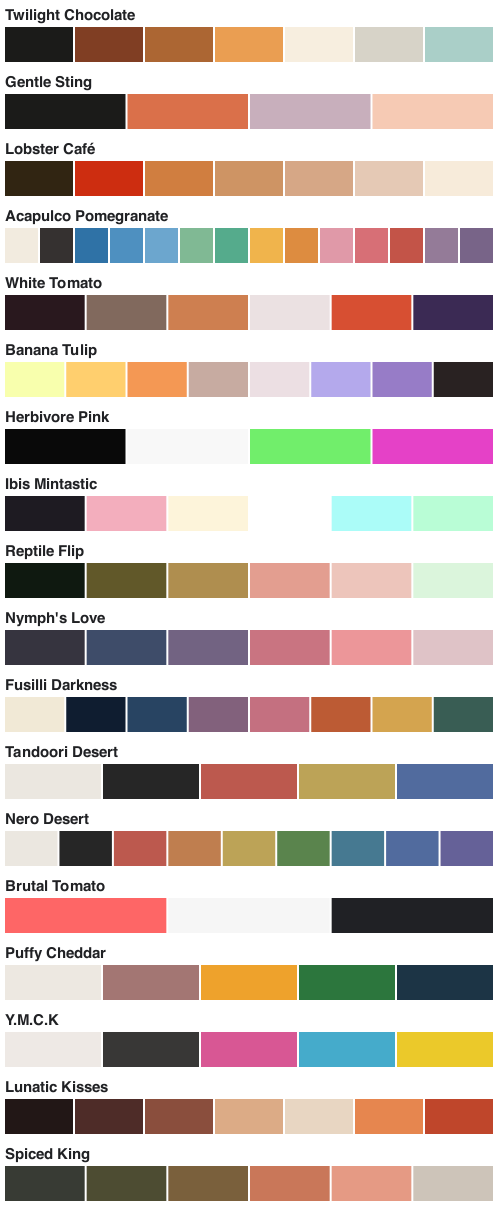 Twilight Chocolate
Gentle Sting
Lobster Café
Acapulco Pomegranate
White Tomato
Banana Tulip
Herbivore Pink
Ibis Mintastic
Reptile Flip
Nymph's Love
Fusilli Darkness
Tandoori Desert
Nero Desert
Brutal Tomato
Puffy Cheddar
Y.M.C.K
Lunatic Kisses
Spiced King